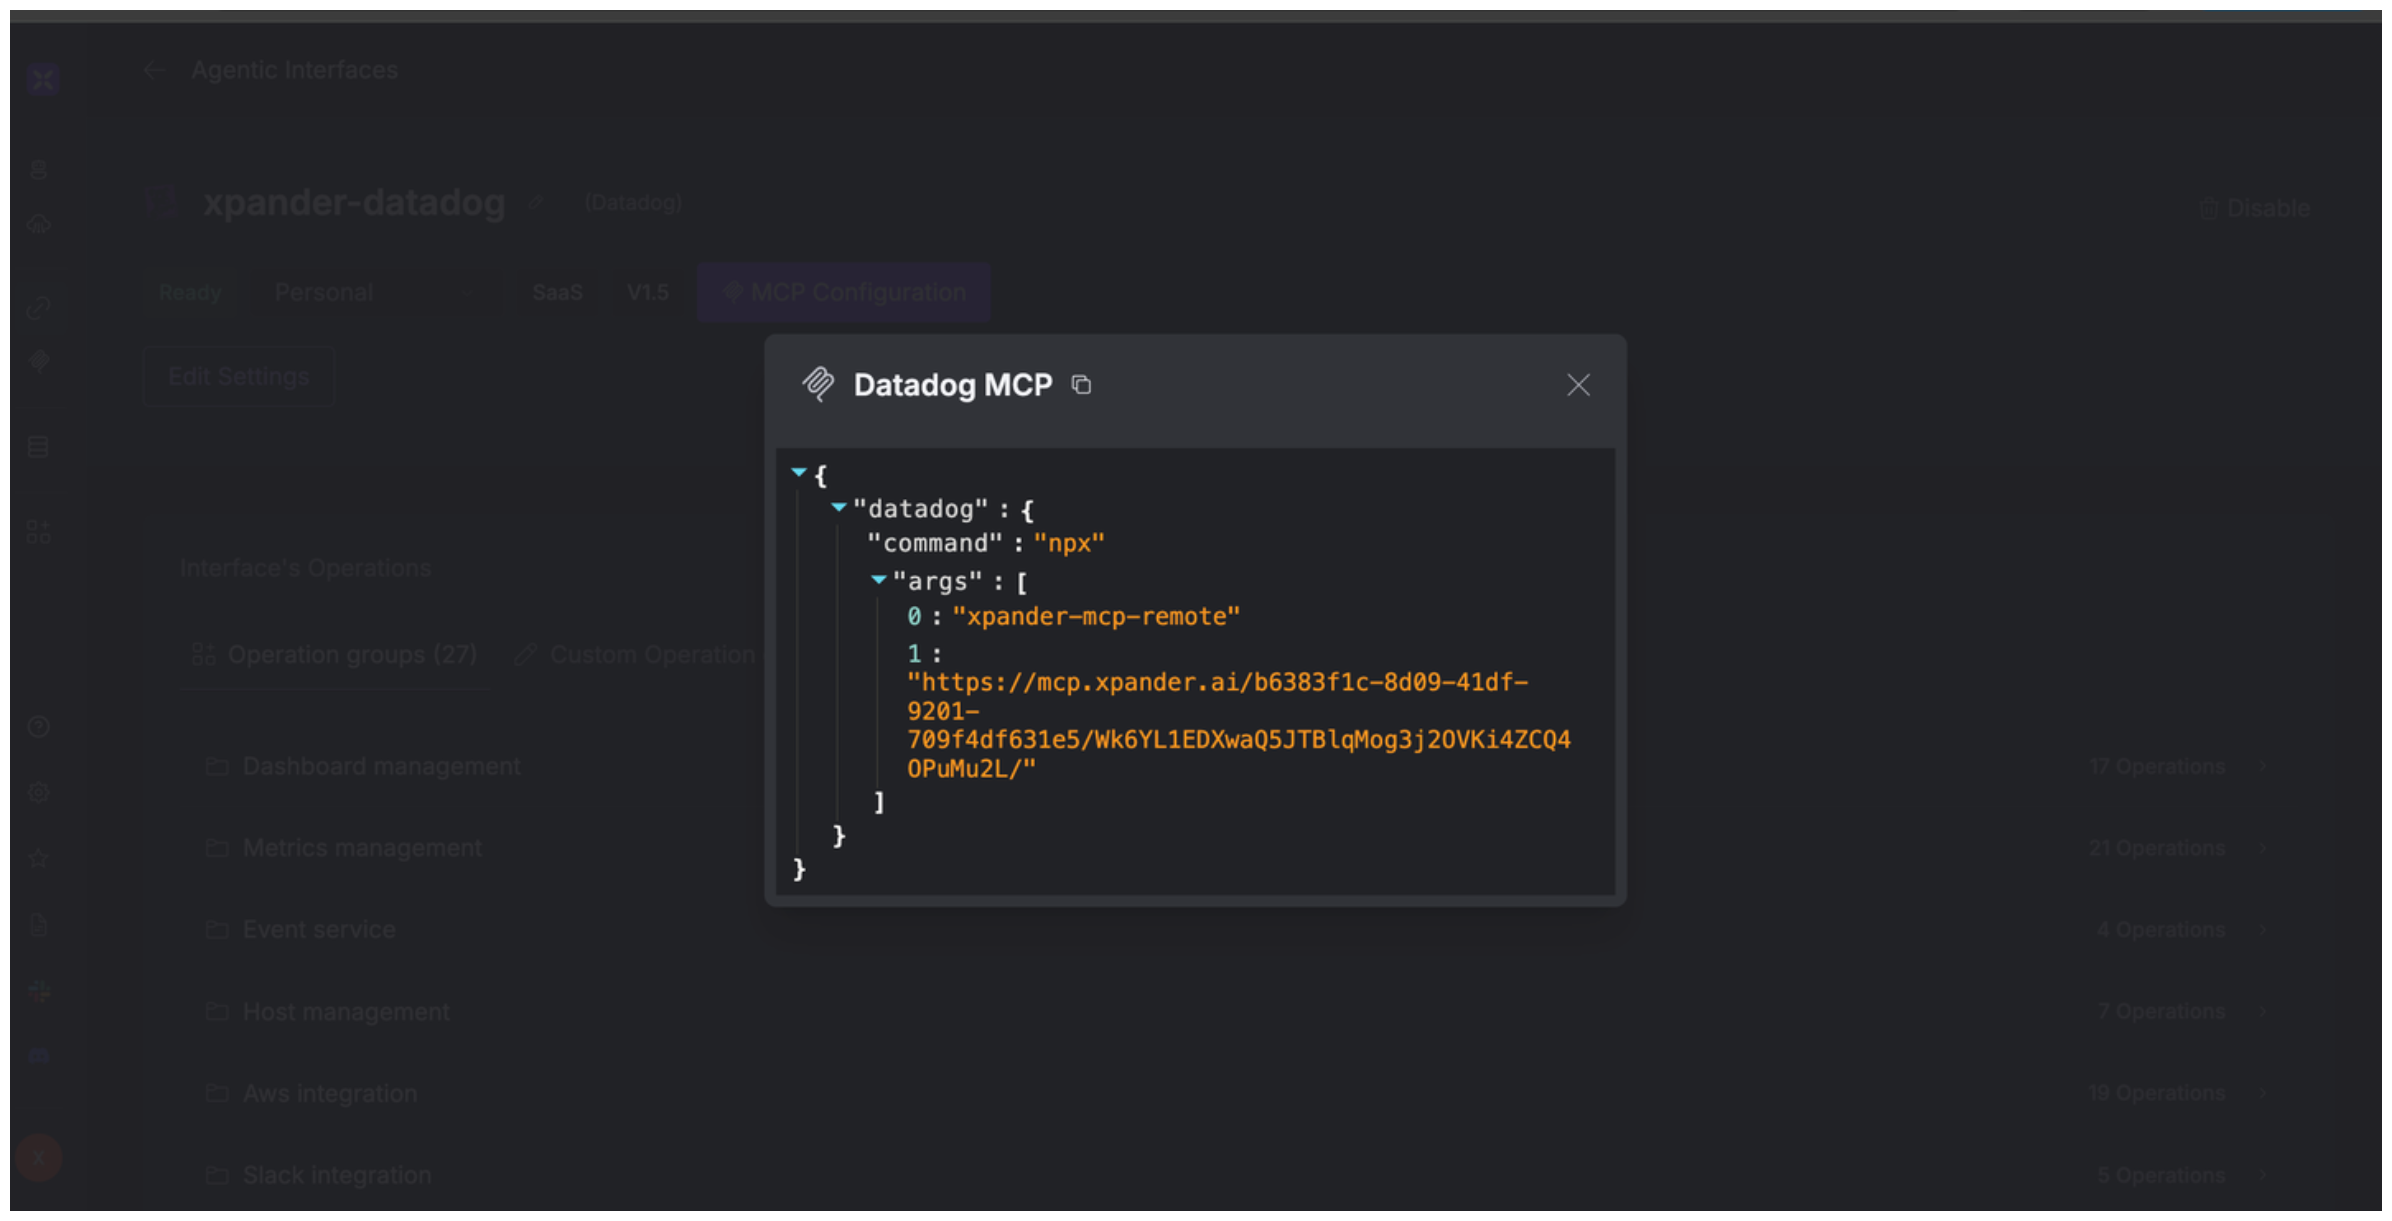 Agentic Interfaces
xpander-datadog
(Datadog)
Disable
Ready
Personal
SaaS
V1.5
MCP Configuration
Edit Settings
Datadog MCP
{
"datadog" : {
"command" : "npx"
"args" : [
0 : "xpander-mcp-remote"
1 :
"https://mcp.xpander.ai/b6383f1c-8d09-41df-
9201-
709f4df631e5/Wk6YL1EDXwaQ5JTBlqMog3j2OVKi4ZCQ4
OPuMu2L/"
]
}
}
Interface's Operations
Operation groups (27)
Custom Operation
Dashboard management
17 Operations
Metrics management
21 Operations
Event service
4 Operations
Host management
7 Operations
Aws integration
19 Operations
Slack integration
5 Operations
X